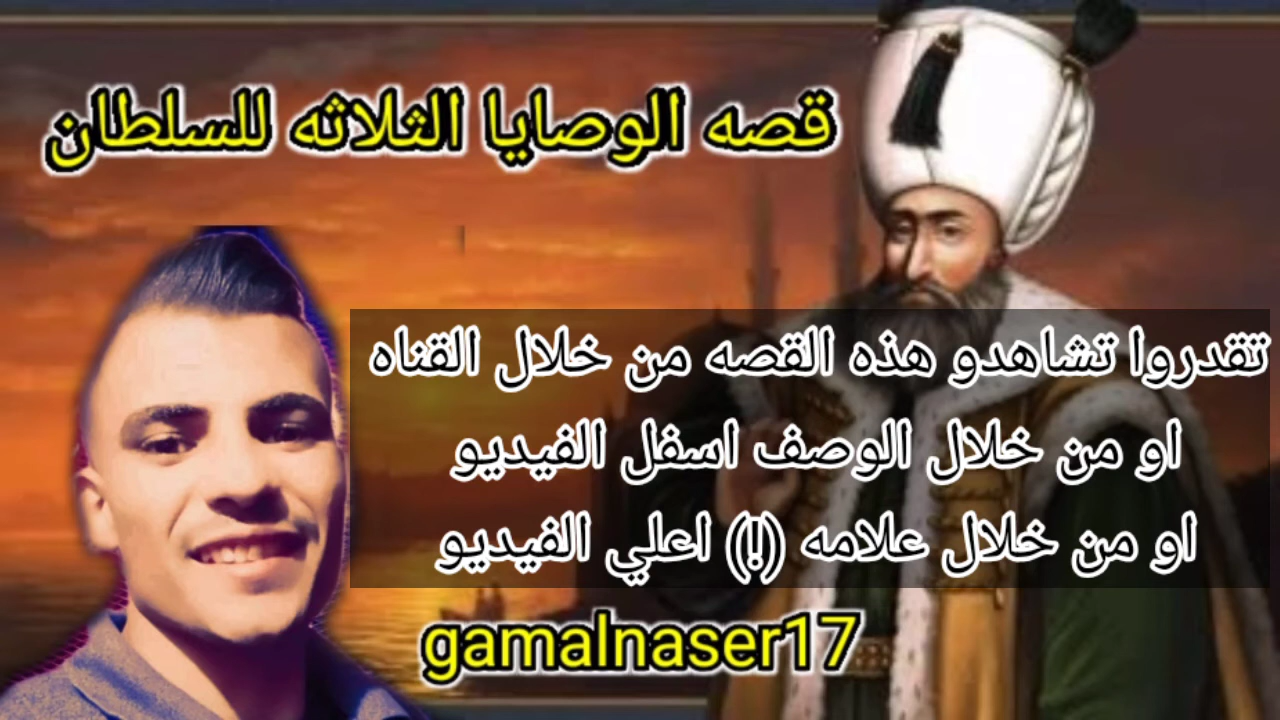 قصه الوصايا الثلاثه للسلطان
تقدروا تشاهدو هذه القصه من خلال القناه
او من خلال الوصف اسفل الفيديو
او من خلال علامه (!) اعلي الفيديو
gamalnaser17